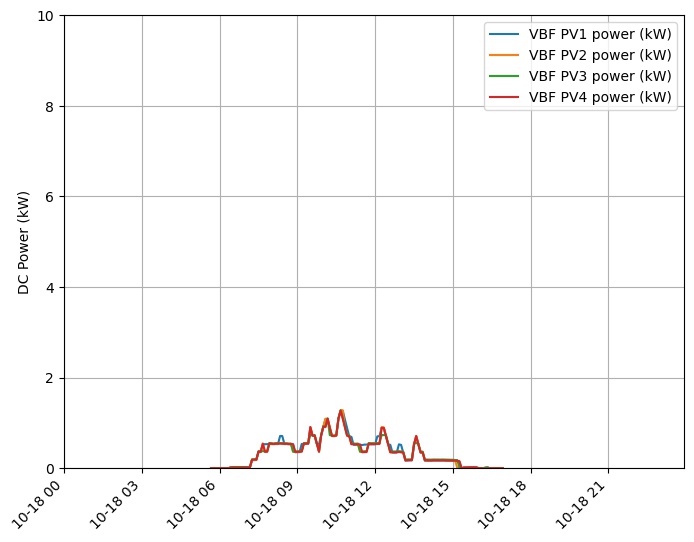 10
8
6
4
2
0
DC Power (kW)
VBF PV1 power (kW)
VBF PV2 power (kW)
VBF PV3 power (kW)
VBF PV4 power (kW)
10-18 00
10-18 03
10-18 06
10-18 09
10-18 12
10-18 15
10-18 18
10-18 21